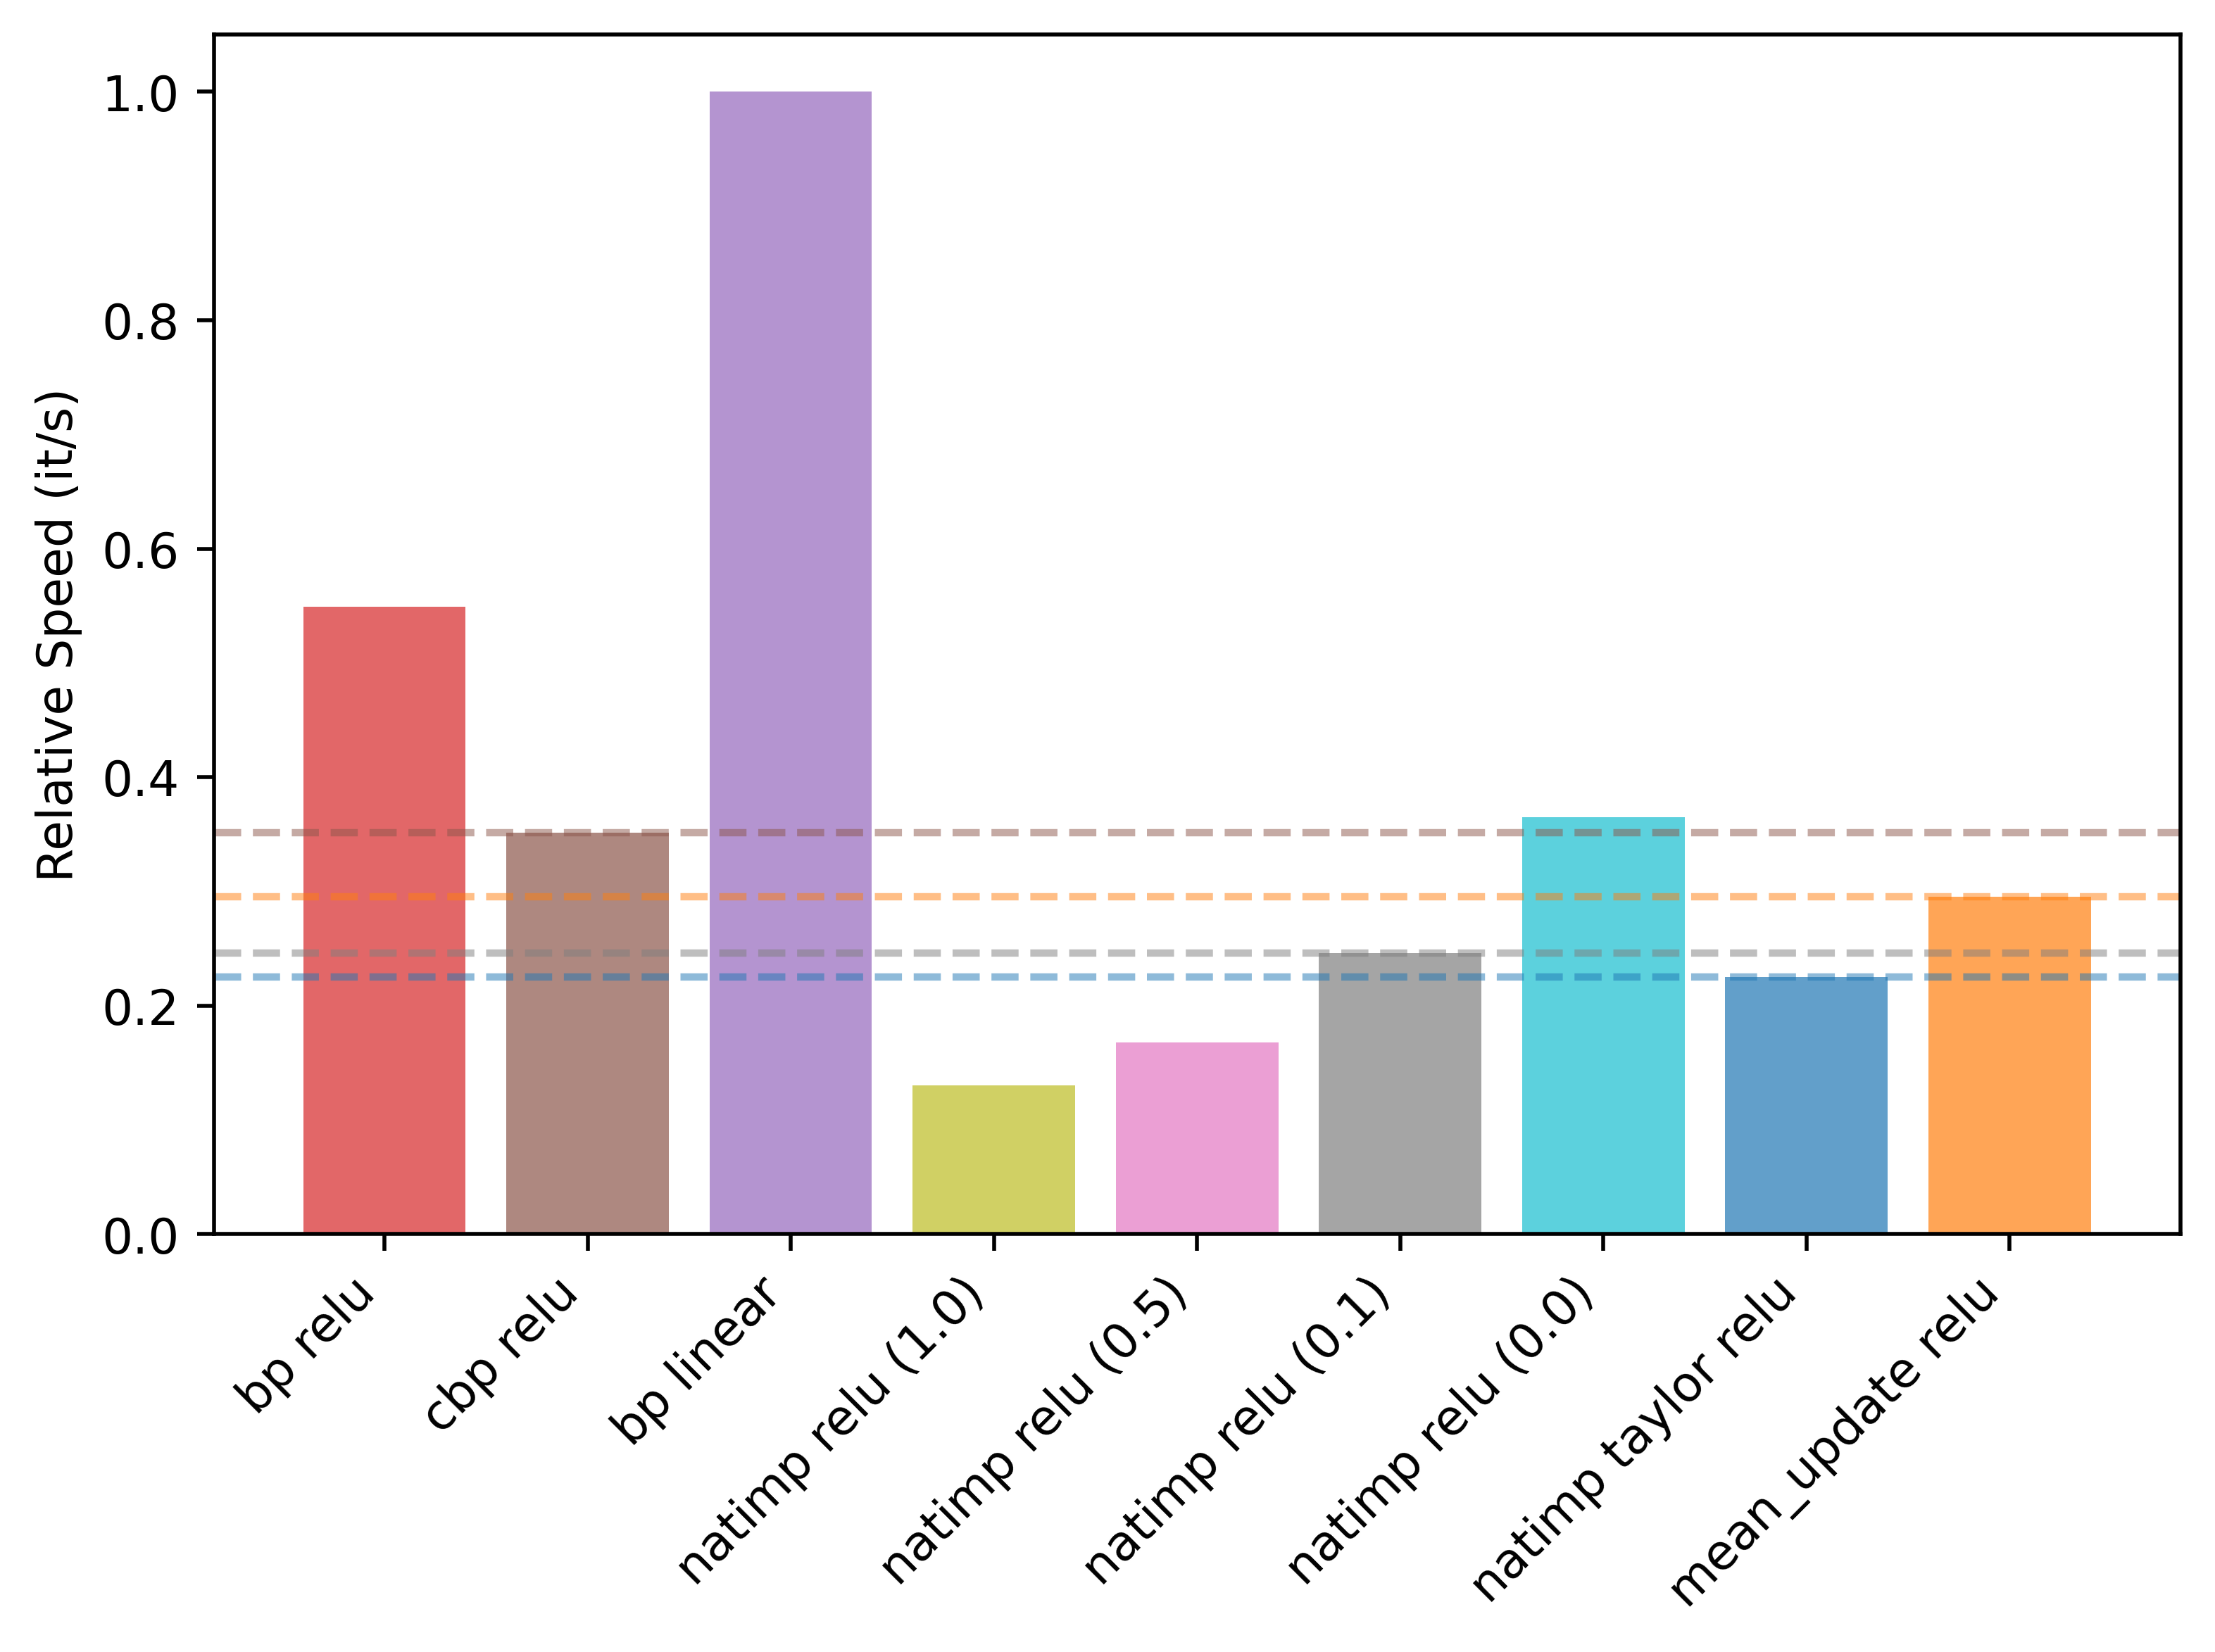 Relative Speed (it/s)
1.0
0.8
0.6
0.4
0.2
0.0
bp relu
cbp relu
bp linear
natimp relu (1.0)
natimp relu (0.5)
natimp relu (0.1)
natimp relu (0.0)
natimp taylor relu
mean_update relu